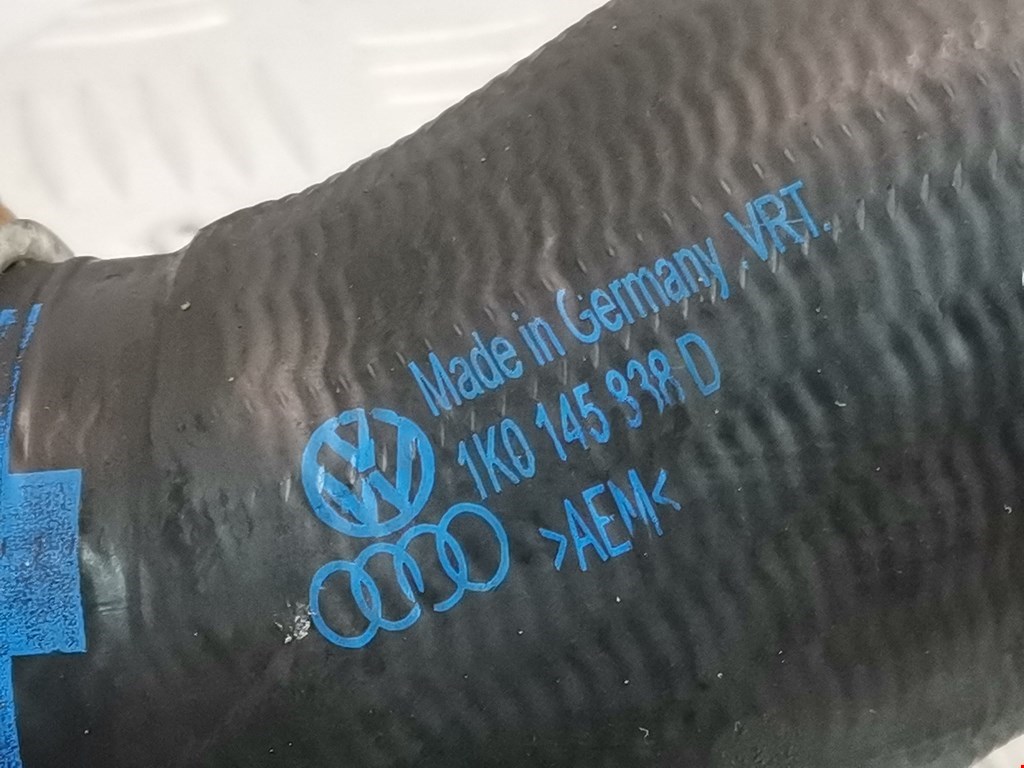 Made in Germany VRT.
1K0 145 838 D
>AEM<